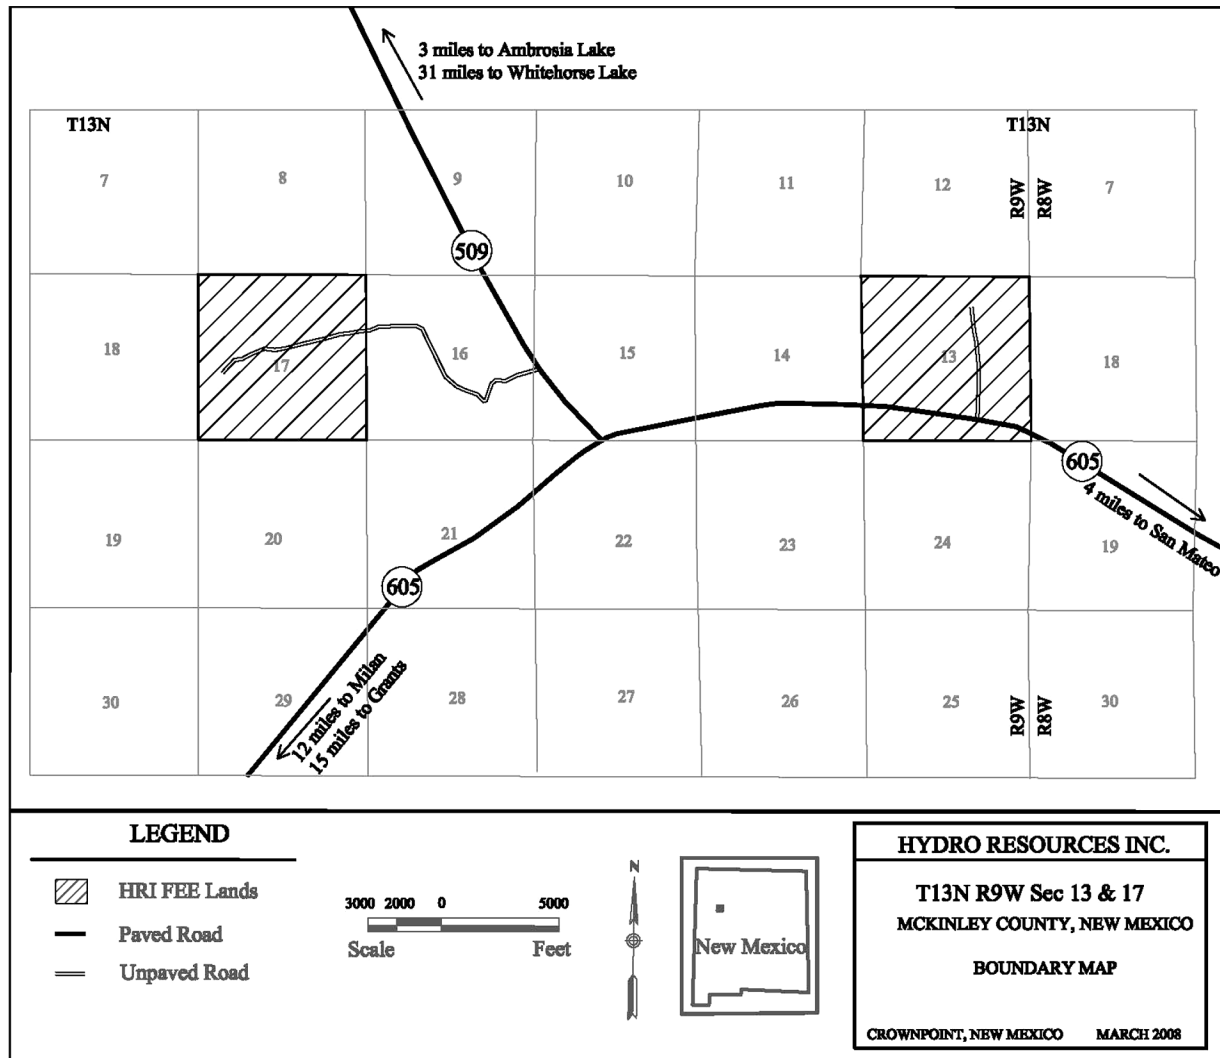 3 miles to Ambrosia Lake
31 miles to Whitehorse Lake
T13N
T13N
7
8
9
10
11
12
R9W
R8W
7
509
18
17
16
15
14
13
18
605
4 miles to San Mateo
19
20
21
22
23
24
19
605
12 miles to Milan
15 miles to Grants
30
29
28
27
26
25
R9W
R8W
30
LEGEND
HRI FEE Lands
Paved Road
Unpaved Road
3000 2000 0 5000
Scale Feet
N
New Mexico
HYDRO RESOURCES INC.
T13N R9W Sec 13 & 17
MCKINLEY COUNTY, NEW MEXICO
BOUNDARY MAP
CROWNPOINT, NEW MEXICO MARCH 2008